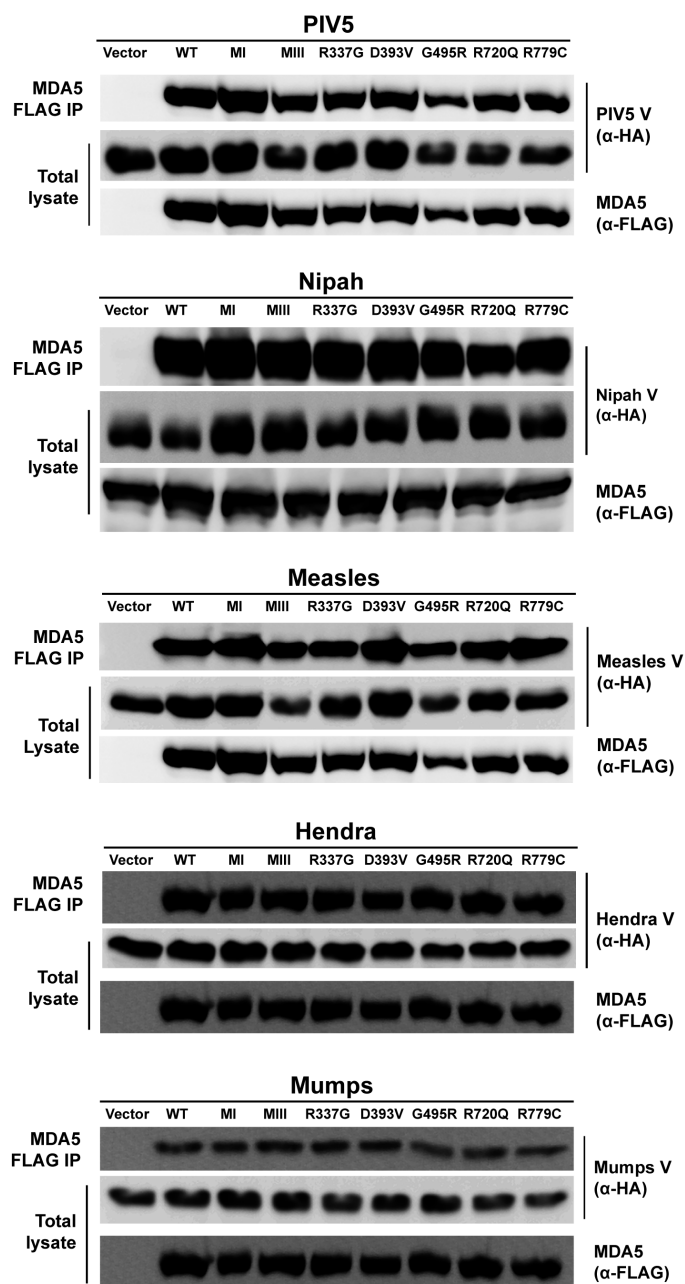 PIV5
Vector WT MI MIII R337G D393V G495R R720Q R779C
MDA5
FLAG IP
PIV5 V
(α-HA)
Total
lysate
MDA5
(α-FLAG)
Nipah
Vector WT MI MIII R337G D393V G495R R720Q R779C
MDA5
FLAG IP
Nipah V
(α-HA)
Total
lysate
MDA5
(α-FLAG)
Measles
Vector WT MI MIII R337G D393V G495R R720Q R779C
MDA5
FLAG IP
Measles V
(α-HA)
Total
Lysate
MDA5
(α-FLAG)
Hendra
Vector WT MI MIII R337G D393V G495R R720Q R779C
MDA5
FLAG IP
Hendra V
(α-HA)
Total
lysate
MDA5
(α-FLAG)
Mumps
Vector WT MI MIII R337G D393V G495R R720Q R779C
MDA5
FLAG IP
Mumps V
(α-HA)
Total
lysate
MDA5
(α-FLAG)